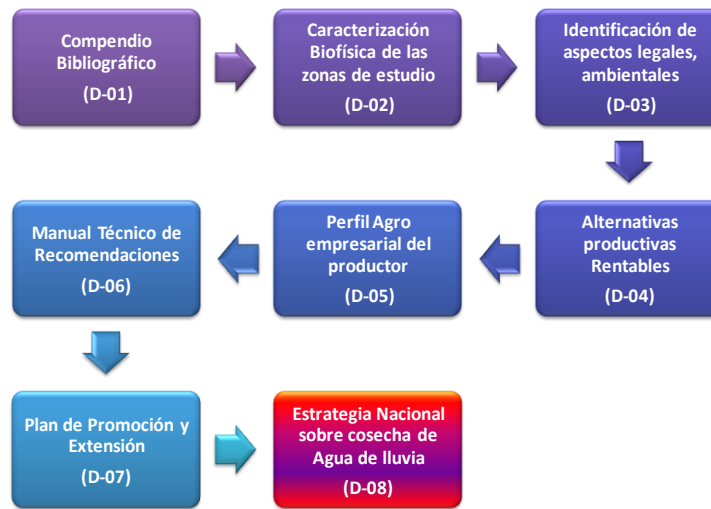 Compendio
Bibliográfico
(D-01)
Caracterización
Biofísica de las
zonas de estudio
(D-02)
Identificación de
aspectos legales,
ambientales
(D-03)
Alternativas
productivas
Rentables
(D-04)
Perfil Agro
empresarial del
productor
(D-05)
Manual Técnico de
Recomendaciones
(D-06)
Plan de Promoción y
Extensión
(D-07)
Estrategia Nacional
sobre cosecha de
Agua de lluvia
(D-08)